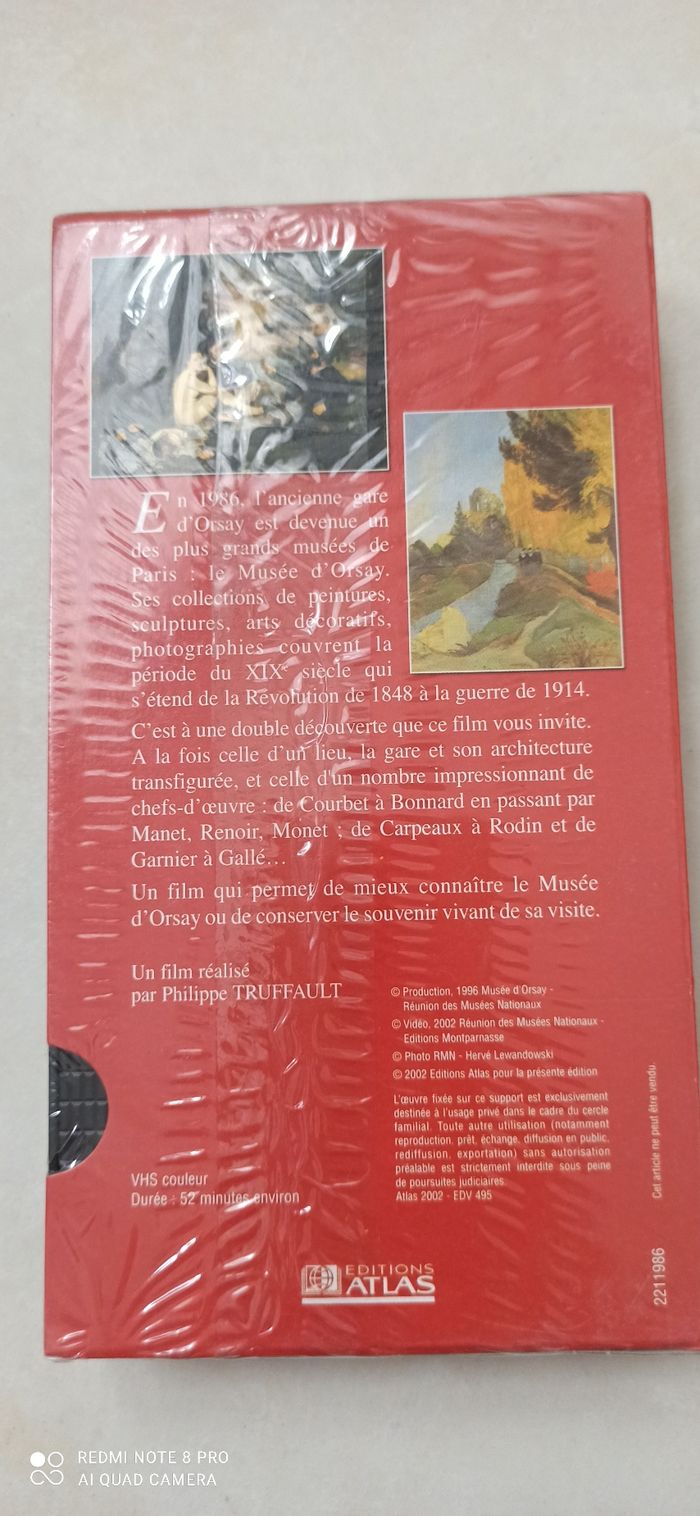 En 1986, l'ancienne gare
d'Orsay est devenue un
des plus grands musées de
Paris : le Musée d'Orsay.
Ses collections de peintures,
sculptures, arts décoratifs,
photographies couvrent la
période du XIXe siècle qui
s'étend de la Révolution de 1848 à la guerre de 1914.
C'est à une double découverte que ce film vous invite.
A la fois celle d'un lieu, la gare et son architecture
transfigurée, et celle d'un nombre impressionnant de
chefs-d'œuvre : de Courbet à Bonnard en passant par
Manet, Renoir, Monet ; de Carpeaux à Rodin et de
Garnier à Gallé...
Un film qui permet de mieux connaître le Musée
d'Orsay ou de conserver le souvenir vivant de sa visite.
Un film réalisé
par Philippe TRUFFAULT
© Production, 1996 Musée d'Orsay -
Réunion des Musées Nationaux
© Vidéo, 2002 Réunion des Musées Nationaux -
Editions Montparnasse
© Photo RMN - Hervé Lewandowski
© 2002 Editions Atlas pour la présente édition
L'œuvre fixée sur ce support est exclusivement
destinée à l'usage privé dans le cadre du cercle
familial. Toute autre utilisation (notamment
reproduction, prêt, échange, diffusion en public,
rediffusion, exportation) sans autorisation
préalable est strictement interdite sous peine
de poursuites judiciaires.
Atlas 2002 - EDV 495
VHS couleur
Durée : 52 minutes environ
EDITIONS
ATLAS
Cet article ne peut être vendu.
2211986
REDMI NOTE 8 PRO
AI QUAD CAMERA